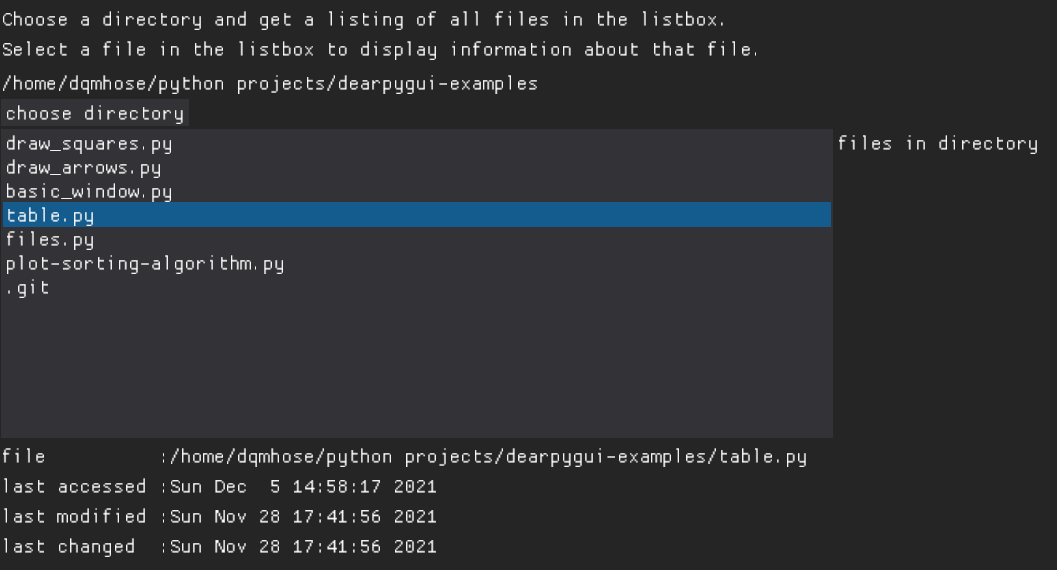 Choose a directory and get a listing of all files in the listbox.
Select a file in the listbox to display information about that file.
/home/dqmhose/python projects/dearpygui-examples
choose directory
draw_squares.py files in directory
draw_arrows.py
basic_window.py
table.py
files.py
plot-sorting-algorithm.py
.git
file :/home/dqmhose/python projects/dearpygui-examples/table.py
last accessed :Sun Dec  5 14:58:17 2021
last modified :Sun Nov 28 17:41:56 2021
last changed :Sun Nov 28 17:41:56 2021